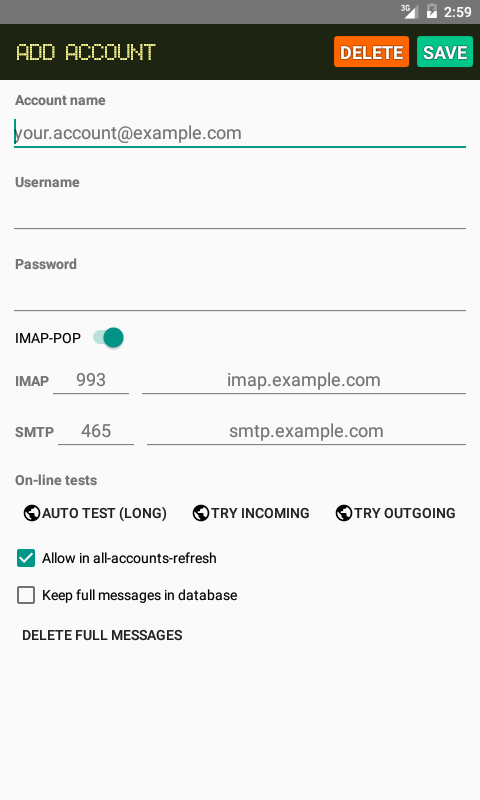 3G 2:59
ADD ACCOUNT DELETE SAVE
Account name
your.account@example.com
Username
Password
IMAP-POP
IMAP 993 imap.example.com
SMTP 465 smtp.example.com
On-line tests
AUTO TEST (LONG) TRY INCOMING TRY OUTGOING
Allow in all-accounts-refresh
Keep full messages in database
DELETE FULL MESSAGES